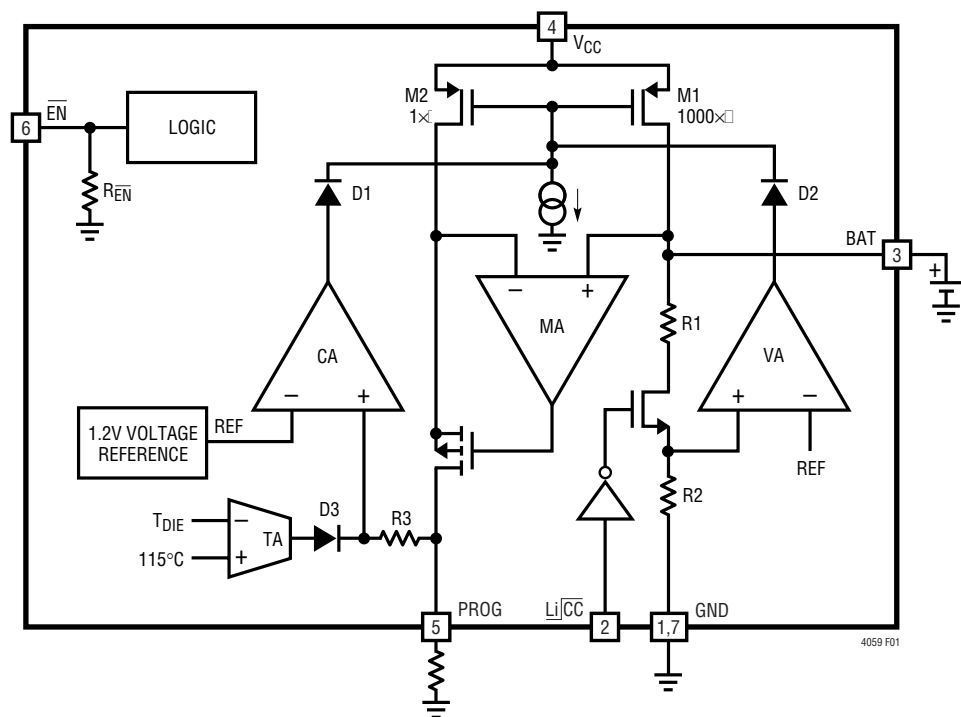 4
VCC
M2
1×
M1
1000×
6
EN
LOGIC
REN
D1
D2
BAT
3
+
−
+
MA
R1
CA
VA
−
+
+
−
1.2V VOLTAGE
REFERENCE
REF
REF
R2
TDIE
−
TA
D3
R3
115°C
+
PROG
Li CC
GND
5
2
1,7
4059 F01